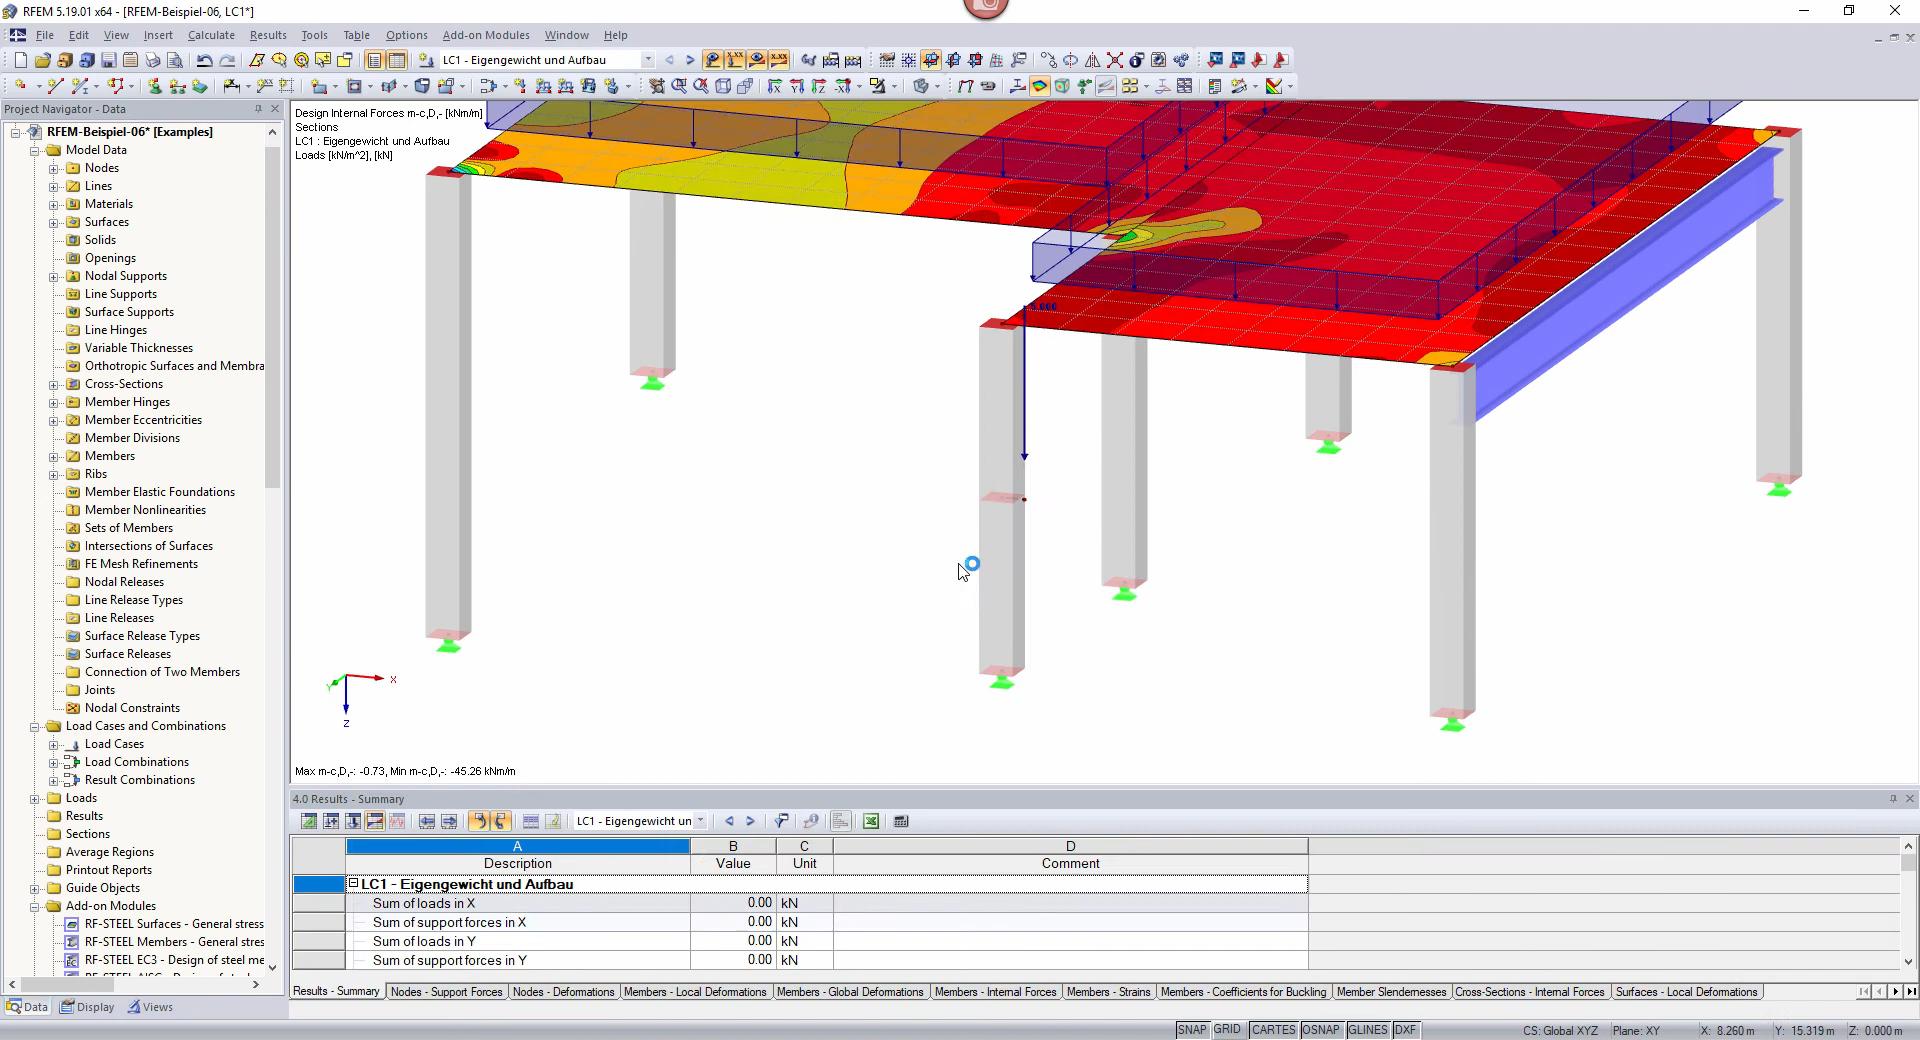 RFEM 5.19.01 x64 - [RFEM-Beispiel-06, LC1*]
File Edit View Insert Calculate Results Tools Table Options Add-on Modules Window Help
LC1 - Eigengewicht und Aufbau
Project Navigator - Data
RFEM-Beispiel-06* [Examples]
Model Data
Nodes
Lines
Materials
Surfaces
Solids
Openings
Nodal Supports
Line Supports
Surface Supports
Line Hinges
Variable Thicknesses
Orthotropic Surfaces and Membra
Cross-Sections
Member Hinges
Member Eccentricities
Member Divisions
Members
Ribs
Member Elastic Foundations
Member Nonlinearities
Sets of Members
Intersections of Surfaces
FE Mesh Refinements
Nodal Releases
Line Release Types
Line Releases
Surface Release Types
Surface Releases
Connection of Two Members
Joints
Nodal Constraints
Load Cases and Combinations
Load Cases
Load Combinations
Result Combinations
Loads
Results
Sections
Average Regions
Printout Reports
Guide Objects
Add-on Modules
RF-STEEL Surfaces - General stress
RF-STEEL Members - General stress
RF-STEEL EC3 - Design of steel me
Data Display Views
Design Internal Forces m-c,D,- [kNm/m]
Sections
LC1 : Eigengewicht und Aufbau
Loads [kN/m^2], [kN]
X
Y
Z
Max m-c,D,-: -0.73, Min m-c,D,-: -45.26 kNm/m
4.0 Results - Summary
LC1 - Eigengewicht un
A B C D
Description Value Unit Comment
LC1 - Eigengewicht und Aufbau
Sum of loads in X 0.00 kN
Sum of support forces in X 0.00 kN
Sum of loads in Y 0.00 kN
Sum of support forces in Y 0.00 kN
Results - Summary Nodes - Support Forces Nodes - Deformations Members - Local Deformations Members - Global Deformations Members - Internal Forces Members - Strains Members - Coefficients for Buckling Member Slendernesses Cross-Sections - Internal Forces Surfaces - Local Deformations
SNAP GRID CARTES OSNAP GLINES DXF CS: Global XYZ Plane: XY X: 8.260 m Y: 15.319 m Z: 0.000 m